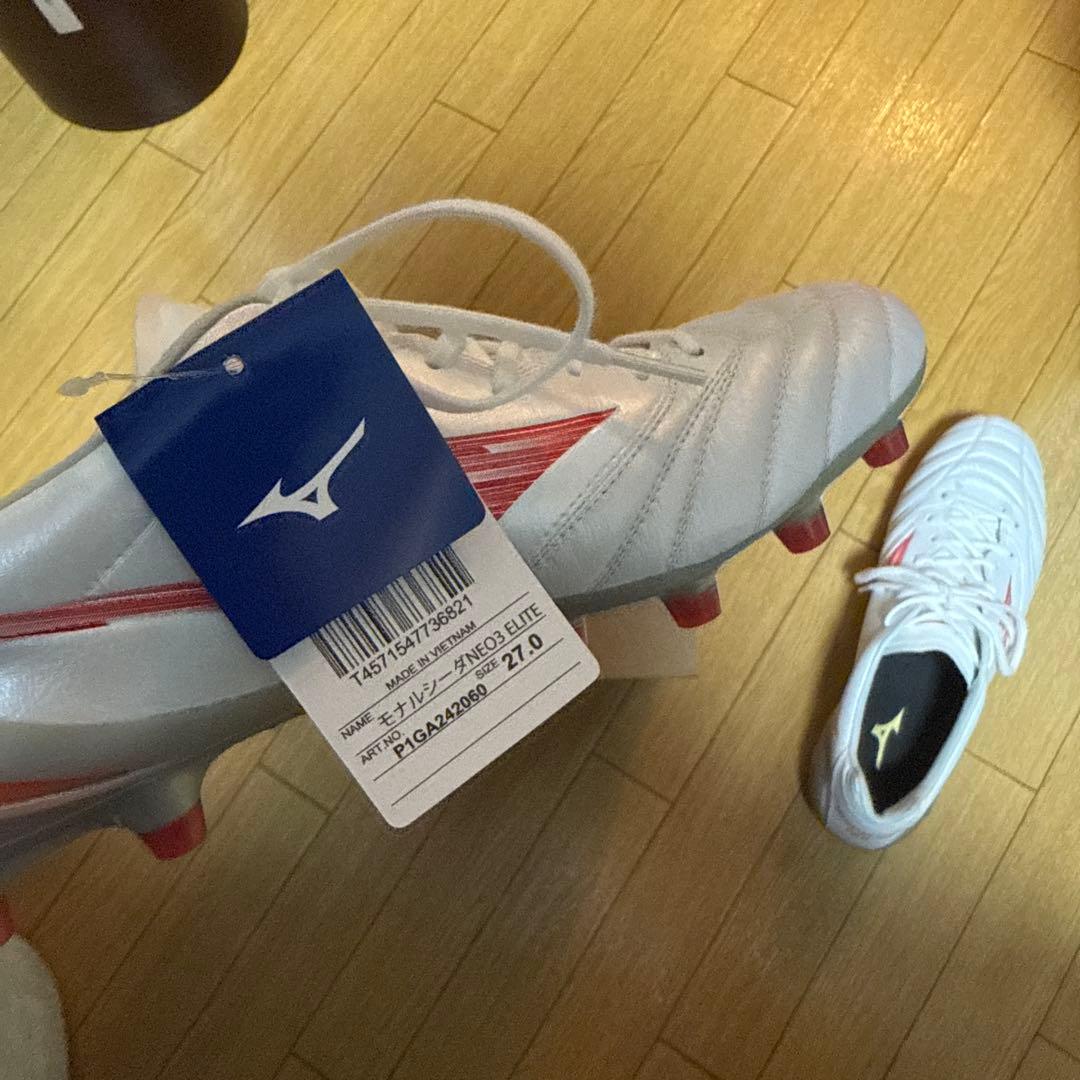 T4571547736821
MADE IN VIETNAM
NAME モナルシーダNEO3 ELITE
ART.NO. P1GA242060 SIZE 27.0